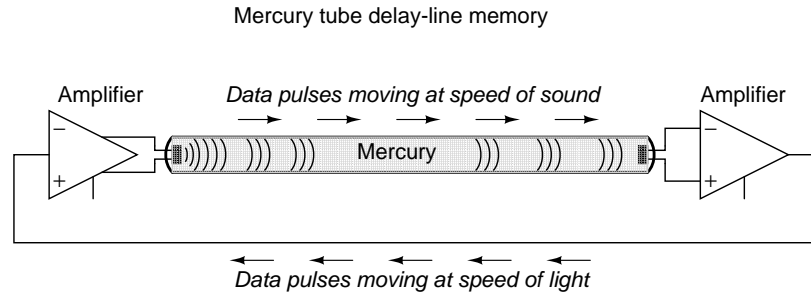 Mercury tube delay-line memory
Amplifier
Data pulses moving at speed of sound
Amplifier
−
Mercury
−
+
+
Data pulses moving at speed of light